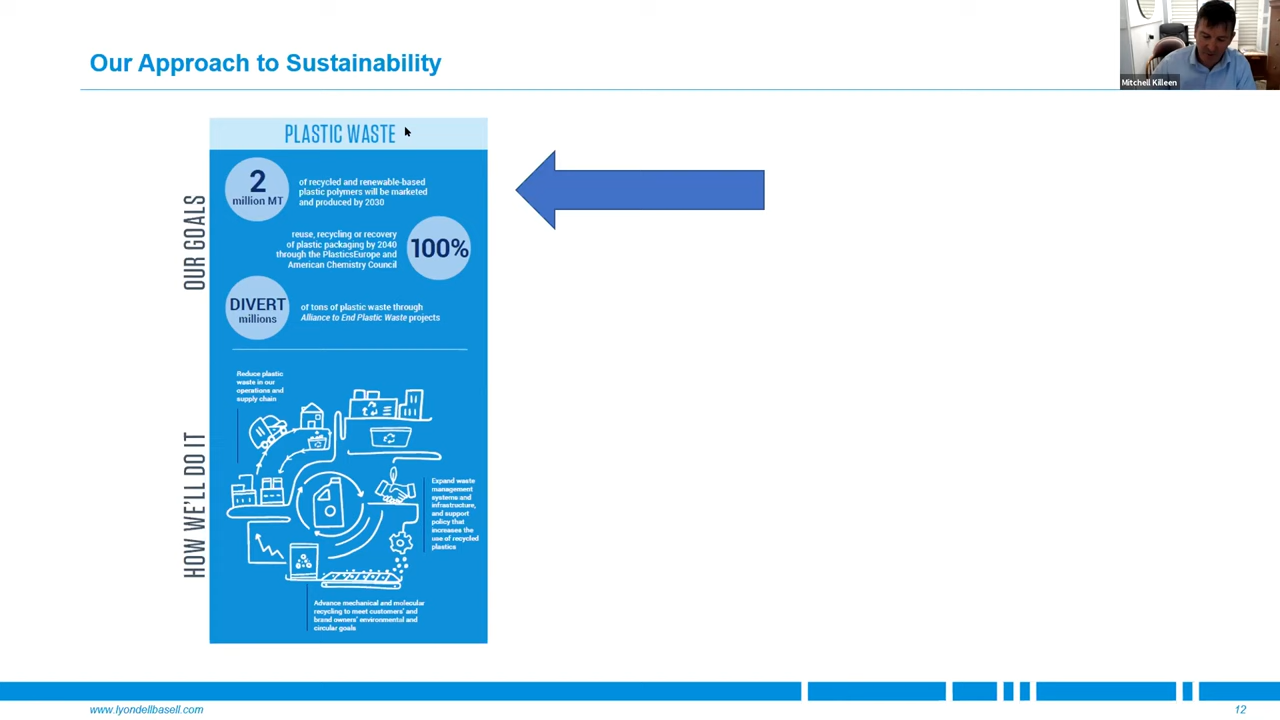 Our Approach to Sustainability
Mitchell Killeen
PLASTIC WASTE
OUR GOALS
2
million MT
of recycled and renewable-based
plastic polymers will be marketed
and produced by 2030
reuse, recycling or recovery
of plastic packaging by 2040
through the PlasticsEurope and
American Chemistry Council
100%
DIVERT
millions
of tons of plastic waste through
Alliance to End Plastic Waste projects
HOW WE'LL DO IT
Reduce plastic
waste in our
operations and
supply chain
Expand waste
management
systems and
infrastructure,
and support
policy that
increases the
use of recycled
plastics
Advance mechanical and molecular
recycling to meet customers' and
brand owners' environmental and
circular goals
www.lyondellbasell.com
12